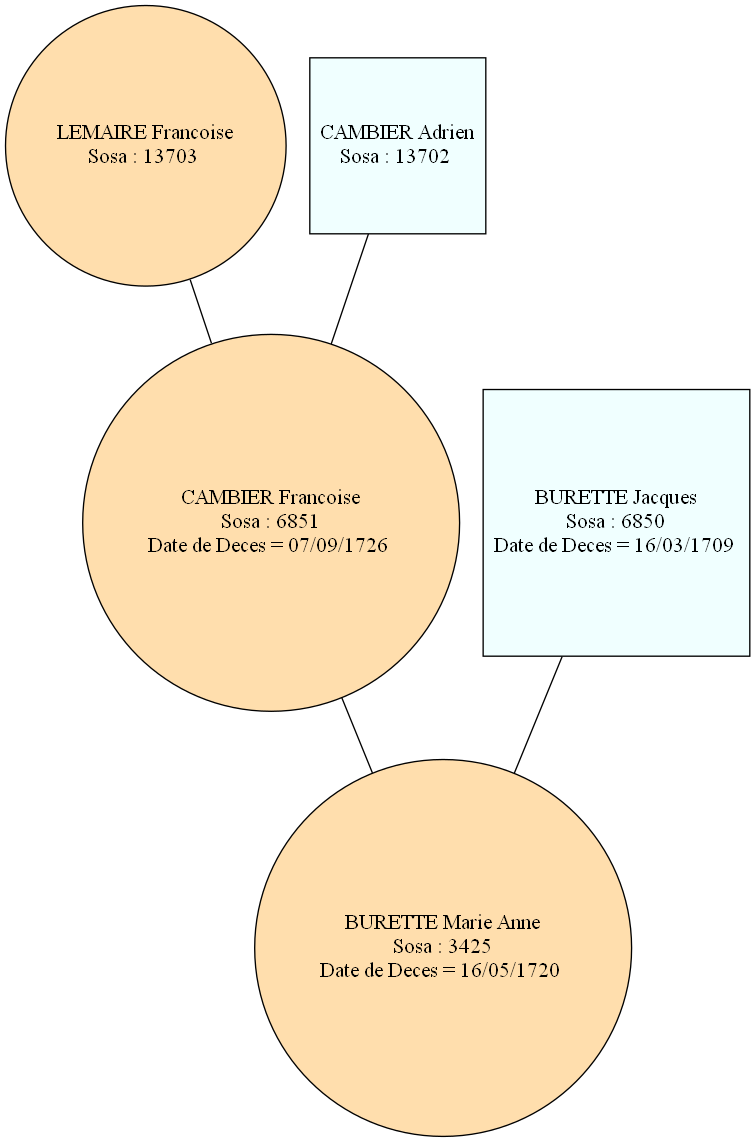 LEMAIRE Francoise
Sosa : 13703
CAMBIER Adrien
Sosa : 13702
CAMBIER Francoise
Sosa : 6851
Date de Deces = 07/09/1726
BURETTE Jacques
Sosa : 6850
Date de Deces = 16/03/1709
BURETTE Marie Anne
Sosa : 3425
Date de Deces = 16/05/1720